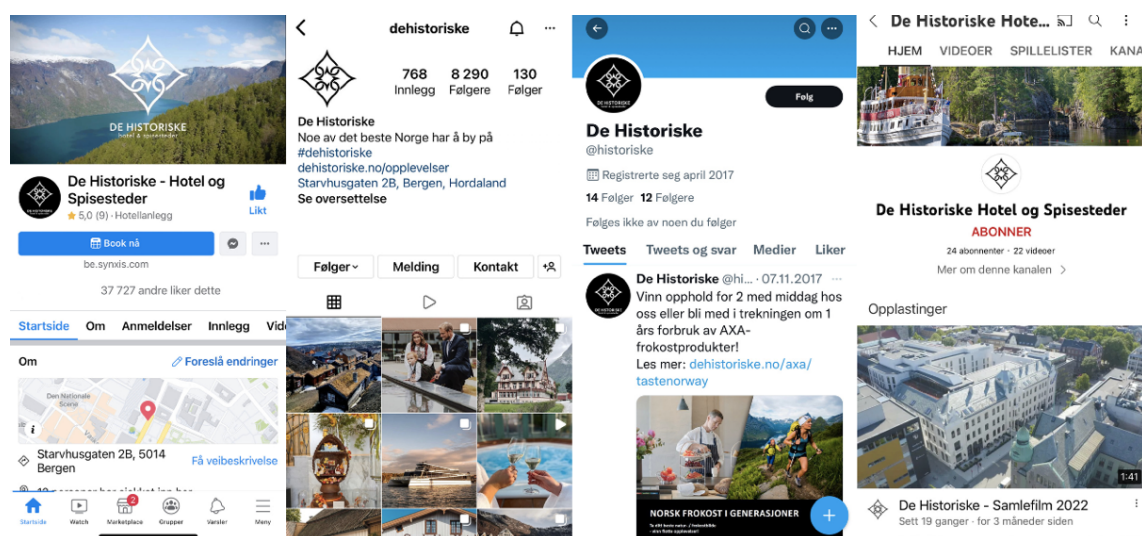 DE HISTORISKE
hotel & spisesteder
De Historiske - Hotel og
Spisesteder
5,0 (9) · Hotellanlegg
Likt
Book nå
be.synxis.com
37 727 andre liker dette
Startside Om Anmeldelser Innlegg Vide
Om
Foreslå endringer
Den Nationale
Scene
Starvhusgaten 2B, 5014
Bergen
Få veibeskrivelse
2
Startside Watch Marketplace Grupper Varsler Meny
dehistoriske
768 8 290 130
Innlegg Følgere Følger
De Historiske
Noe av det beste Norge har å by på
#dehistoriske
dehistoriske.no/opplevelser
Starvhusgaten 2B, Bergen, Hordaland
Se oversettelse
Følger Melding Kontakt
DE HISTORISKE
Følg
De Historiske
@historiske
Registrerte seg april 2017
14 Følger 12 Følgere
Følges ikke av noen du følger
Tweets Tweets og svar Medier Liker
De Historiske @hi... · 07.11.2017
Vinn opphold for 2 med middag hos
oss eller bli med i trekningen om 1
års forbruk av AXA-
frokostprodukter!
Les mer: dehistoriske.no/axa/
tastenorway
NORSK FROKOST I GENERASJONER
De Historiske Hote...
HJEM VIDEOER SPILLELISTER KANA
De Historiske Hotel og Spisesteder
ABONNER
24 abonnenter · 22 videoer
Mer om denne kanalen
Opplastinger
1:41
De Historiske - Samlefilm 2022
Sett 19 ganger · for 3 måneder siden